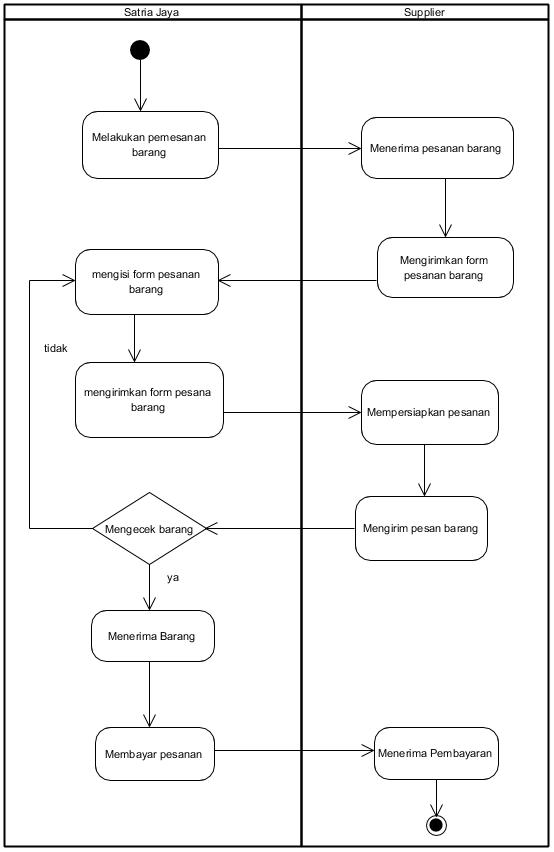 Satria Jaya
Supplier
Melakukan pemesanan
barang
Menerima pesanan barang
Mengirimkan form
pesanan barang
mengisi form pesanan
barang
tidak
mengirimkan form pesana
barang
Mempersiapkan pesanan
Mengirim pesan barang
Mengecek barang
ya
Menerima Barang
Membayar pesanan
Menerima Pembayaran